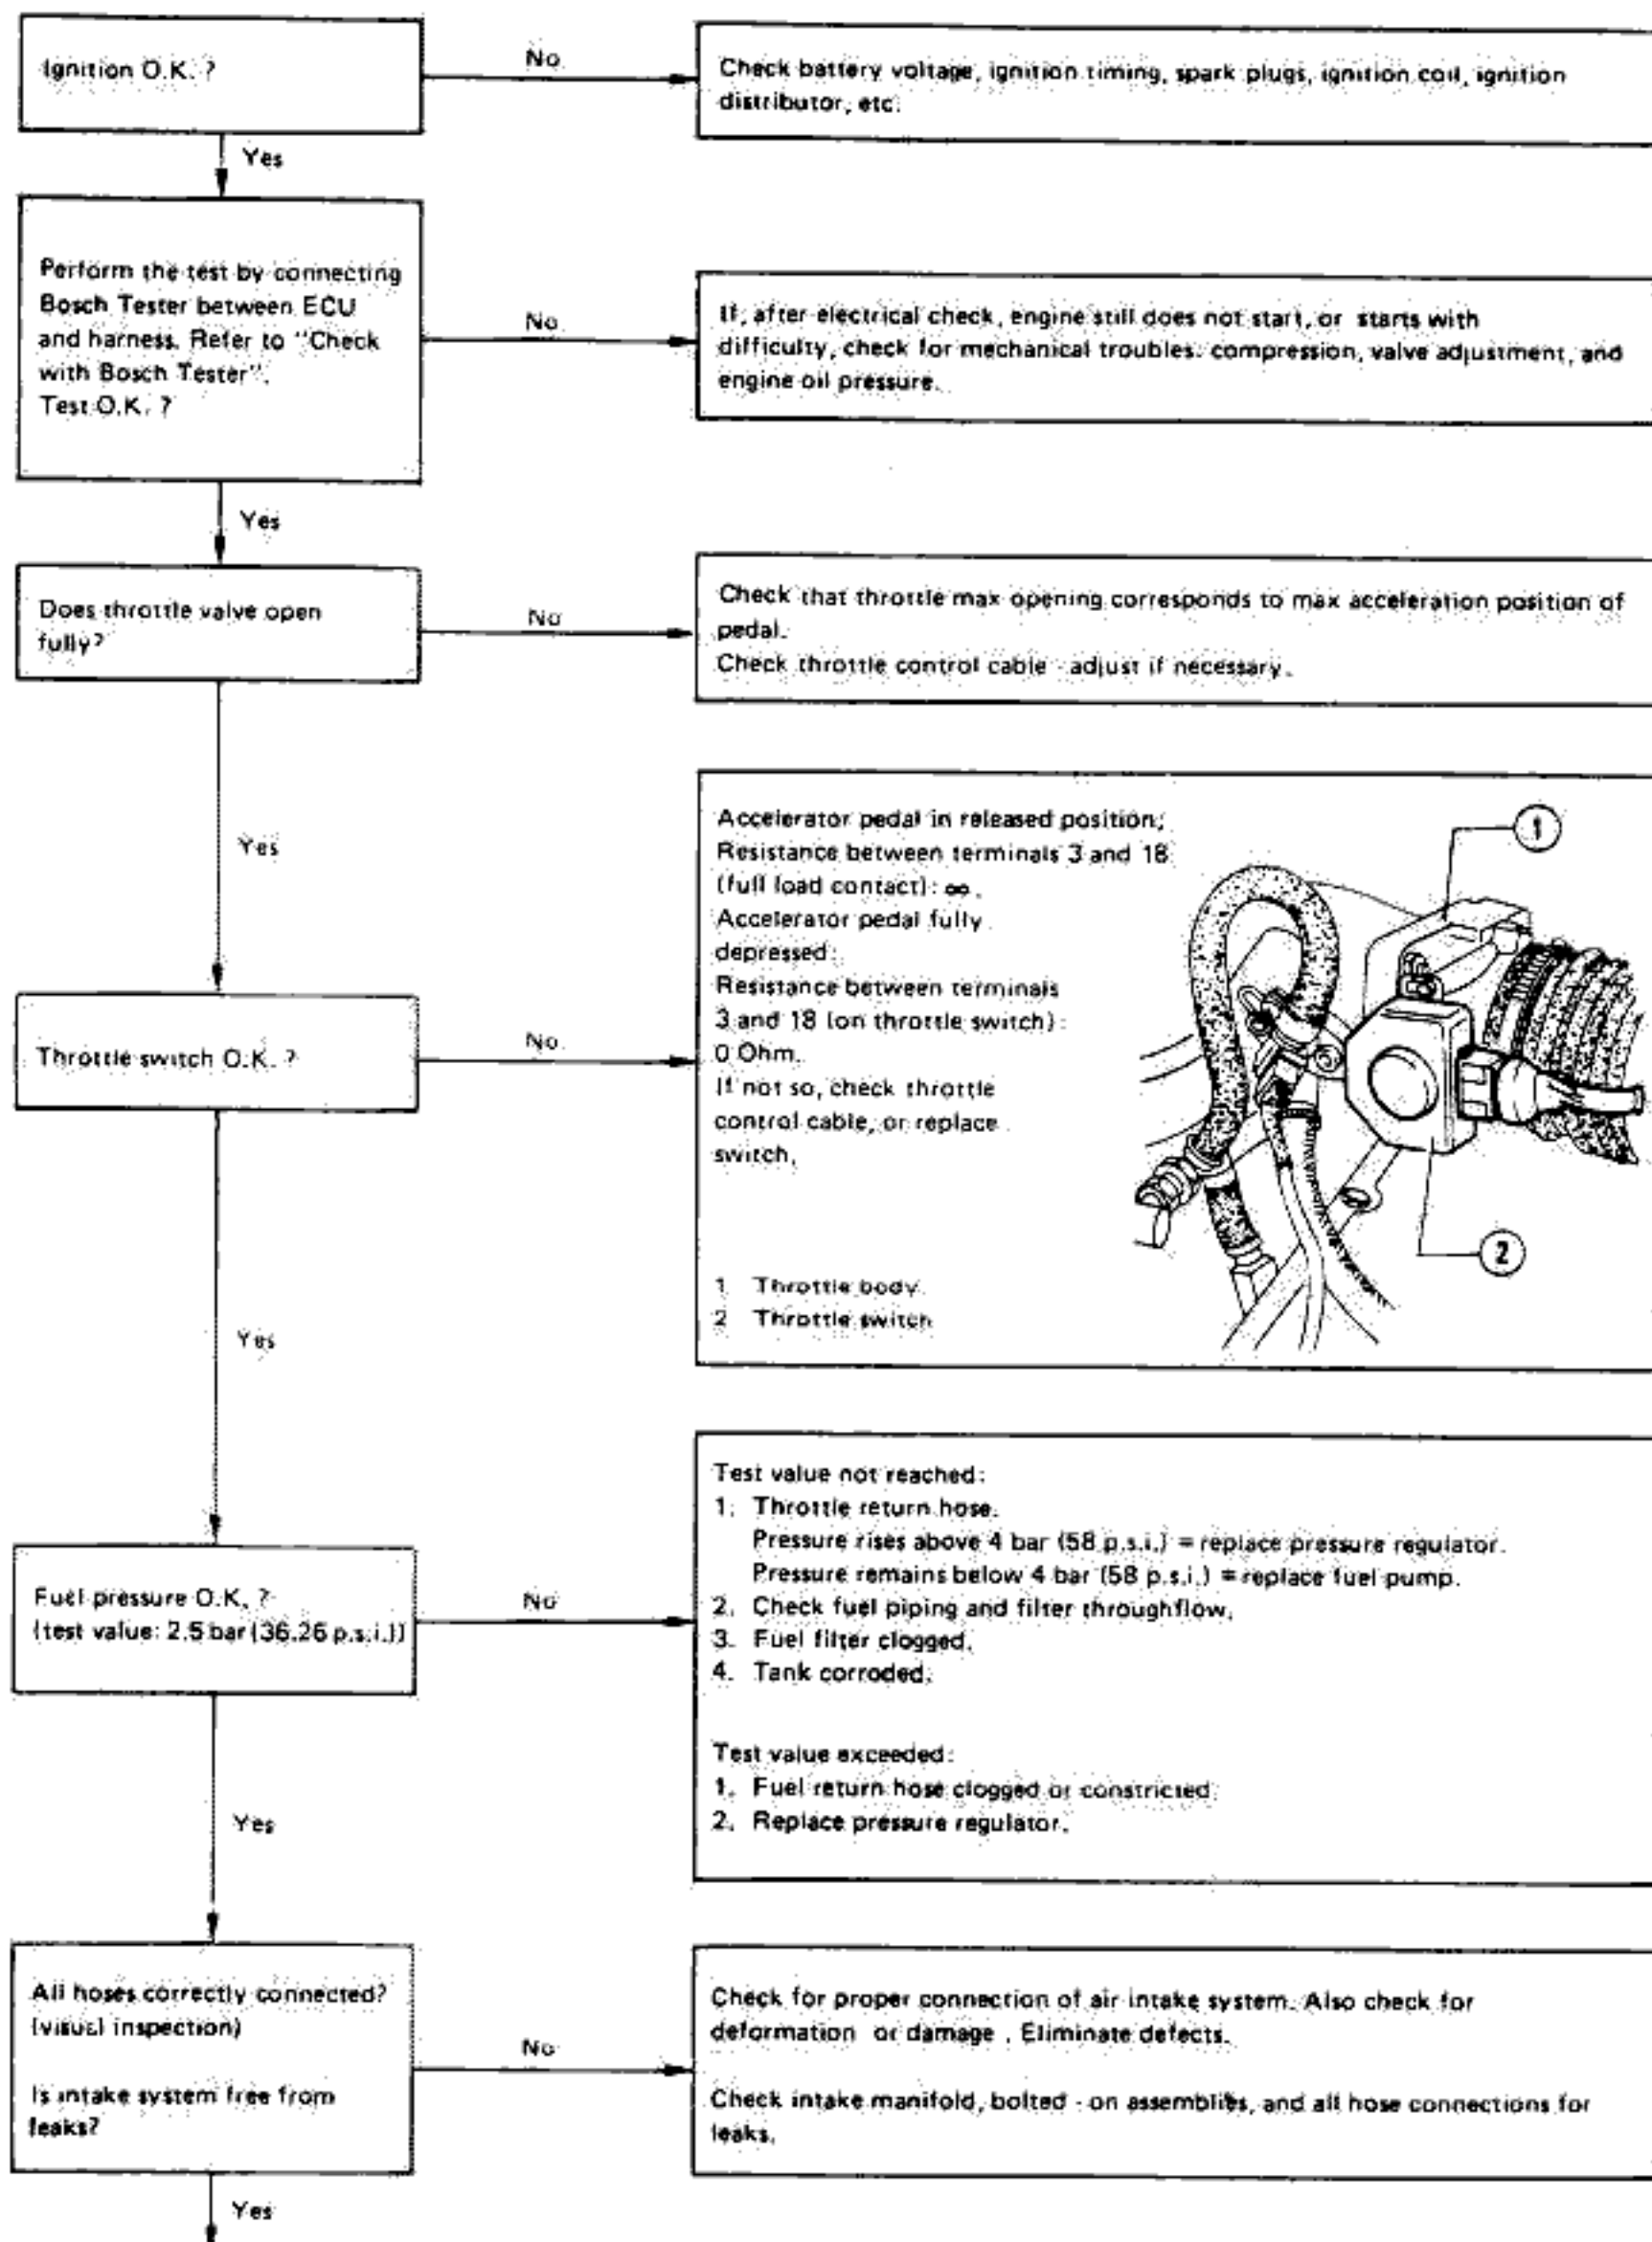 Ignition O.K. ?
No
Check battery voltage, ignition timing, spark plugs, ignition coil, ignition
distributor, etc.
Yes
Perform the test by connecting
Bosch Tester between ECU
and harness. Refer to "Check
with Bosch Tester".
Test O.K. ?
No
If, after electrical check, engine still does not start, or starts with
difficulty, check for mechanical troubles: compression, valve adjustment, and
engine oil pressure.
Yes
Does throttle valve open
fully?
No
Check that throttle max opening corresponds to max acceleration position of
pedal.
Check throttle control cable - adjust if necessary.
Yes
Throttle switch O.K. ?
No
Accelerator pedal in released position;
Resistance between terminals 3 and 18
(full load contact): ∞.
Accelerator pedal fully
depressed:
Resistance between terminals
3 and 18 (on throttle switch):
0 Ohm.
If not so, check throttle
control cable, or replace
switch.
1 Throttle body
2 Throttle switch
1
2
Yes
Fuel pressure O.K. ?
(test value: 2.5 bar (36.26 p.s.i.))
No
Test value not reached:
1. Throttle return hose.
Pressure rises above 4 bar (58 p.s.i.) = replace pressure regulator.
Pressure remains below 4 bar (58 p.s.i.) = replace fuel pump.
2. Check fuel piping and filter throughflow.
3. Fuel filter clogged.
4. Tank corroded.
Test value exceeded:
1. Fuel return hose clogged or constricted.
2. Replace pressure regulator.
Yes
All hoses correctly connected?
(visual inspection)
Is intake system free from
leaks?
No
Check for proper connection of air intake system. Also check for
deformation or damage . Eliminate defects.
Check intake manifold, bolted - on assemblies, and all hose connections for
leaks.
Yes